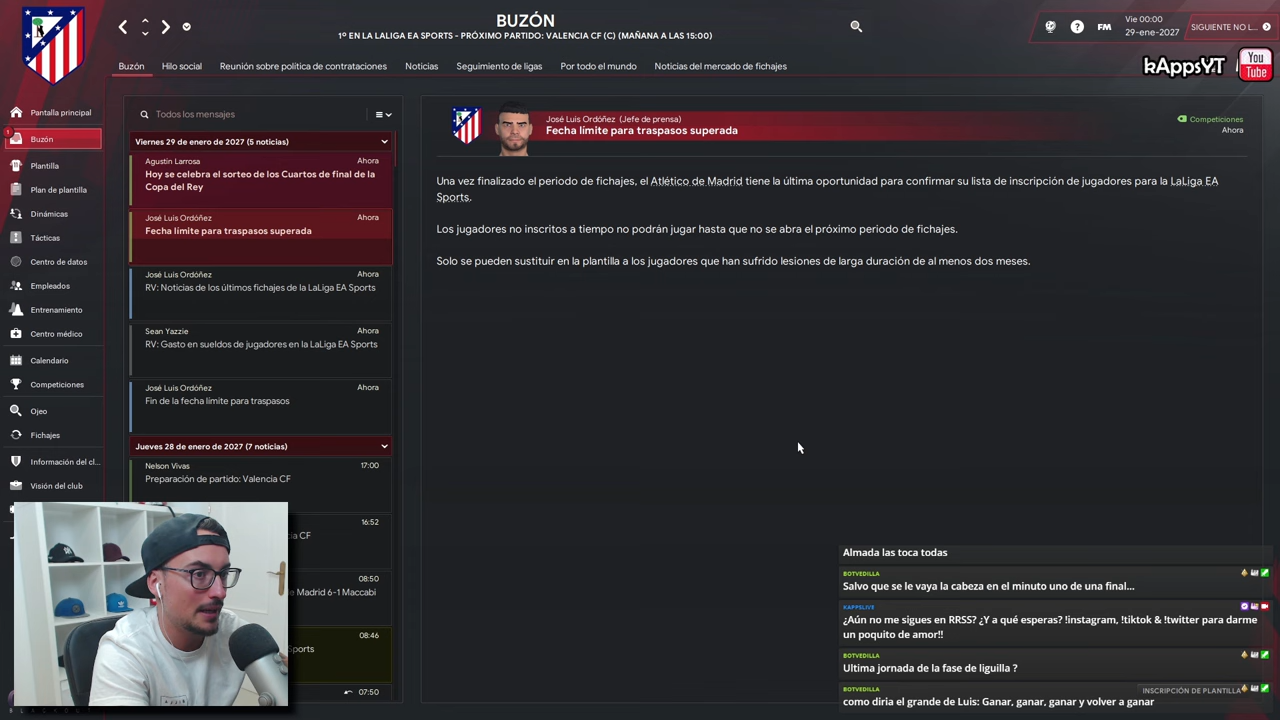 BUZÓN
1º EN LA LALIGA EA SPORTS - PRÓXIMO PARTIDO: VALENCIA CF (C) (MAÑANA A LAS 15:00)
FM
Vie 00:00
29-ene-2027
SIGUIENTE NO L...
Buzón
Hilo social
Reunión sobre política de contrataciones
Noticias
Seguimiento de ligas
Por todo el mundo
Noticias del mercado de fichajes
kAppsYT
You Tube
Pantalla principal
1
Buzón
Plantilla
Plan de plantilla
Dinámicas
Tácticas
Centro de datos
Empleados
Entrenamiento
Centro médico
Calendario
Competiciones
Ojeo
Fichajes
Información del cl...
Visión del club
Todos los mensajes
Viernes 29 de enero de 2027 (5 noticias)
Agustín Larrosa
Ahora
Hoy se celebra el sorteo de los Cuartos de final de la
Copa del Rey
José Luis Ordóñez
Ahora
Fecha límite para traspasos superada
José Luis Ordóñez
Ahora
RV: Noticias de los últimos fichajes de la LaLiga EA Sports
Sean Yazzie
Ahora
RV: Gasto en sueldos de jugadores en la LaLiga EA Sports
José Luis Ordóñez
Ahora
Fin de la fecha límite para traspasos
Jueves 28 de enero de 2027 (7 noticias)
Nelson Vivas
17:00
Preparación de partido: Valencia CF
16:52
cia CF
08:50
de Madrid 6-1 Maccabi
08:46
Sports
07:50
José Luis Ordóñez (Jefe de prensa)
Fecha límite para traspasos superada
Competiciones
Ahora
Una vez finalizado el periodo de fichajes, el Atlético de Madrid tiene la última oportunidad para confirmar su lista de inscripción de jugadores para la LaLiga EA
Sports.
Los jugadores no inscritos a tiempo no podrán jugar hasta que no se abra el próximo periodo de fichajes.
Solo se pueden sustituir en la plantilla a los jugadores que han sufrido lesiones de larga duración de al menos dos meses.
Almada las toca todas
BOTVEDILLA
Salvo que se le vaya la cabeza en el minuto uno de una final...
KAPPSLIVE
¿Aún no me sigues en RRSS? ¿Y a qué esperas? !instagram, !tiktok & !twitter para darme
un poquito de amor!!
BOTVEDILLA
Ultima jornada de la fase de liguilla ?
BOTVEDILLA
INSCRIPCIÓN DE PLANTILLA
como diria el grande de Luis: Ganar, ganar, ganar y volver a ganar